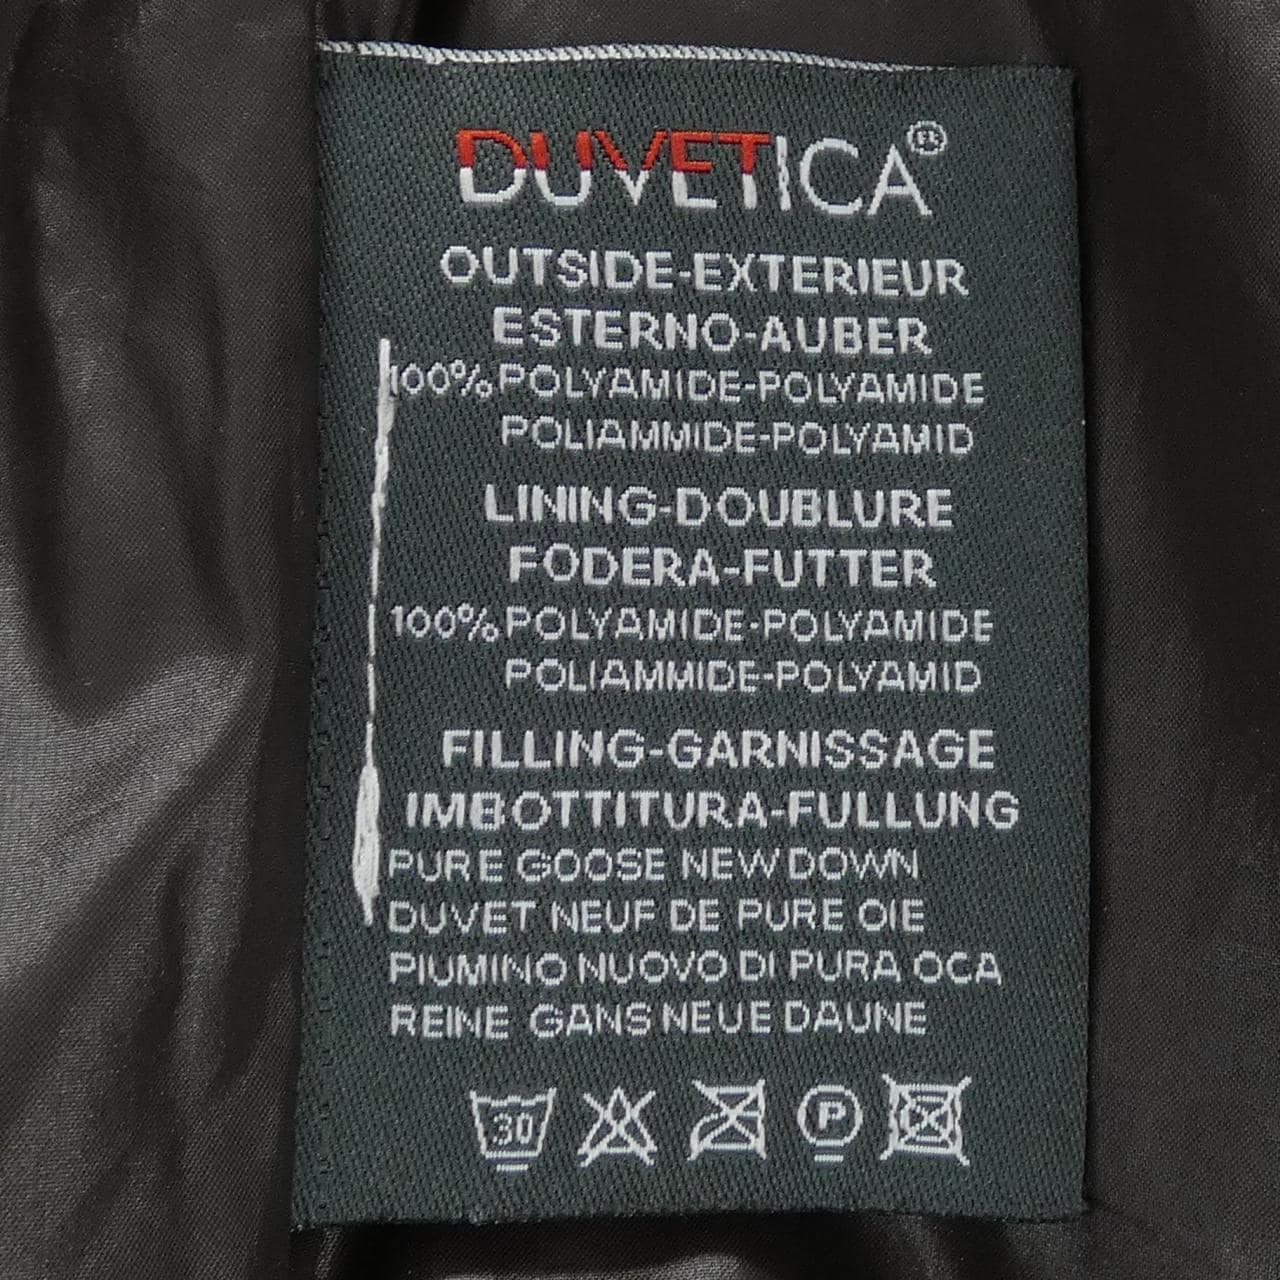 DUVETICA®
OUTSIDE-EXTERIEUR
ESTERNO-AUBER
100% POLYAMIDE-POLYAMIDE
POLIAMMIDE-POLYAMID
LINING-DOUBLURE
FODERA-FUTTER
100% POLYAMIDE-POLYAMIDE
POLIAMMIDE-POLYAMID
FILLING-GARNISSAGE
IMBOTTITURA-FULLUNG
PURE GOOSE NEW DOWN
DUVET NEUF DE PURE OIE
PIUMINO NUOVO DI PURA OCA
REINE GANS NEUE DAUNE
30 P